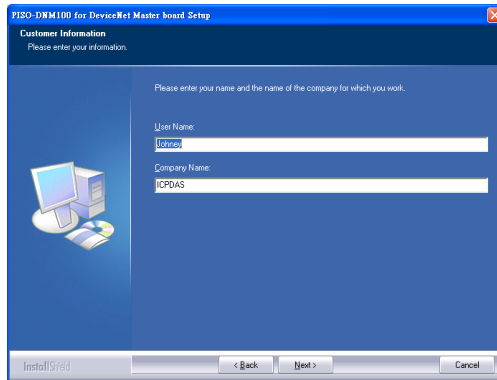 PISO-DNM100 for DeviceNet Master board Setup
Customer Information
Please enter your information.
Please enter your name and the name of the company for which you work.
User Name:
Johney
Company Name:
ICPDAS
InstallShield
< Back
Next >
Cancel